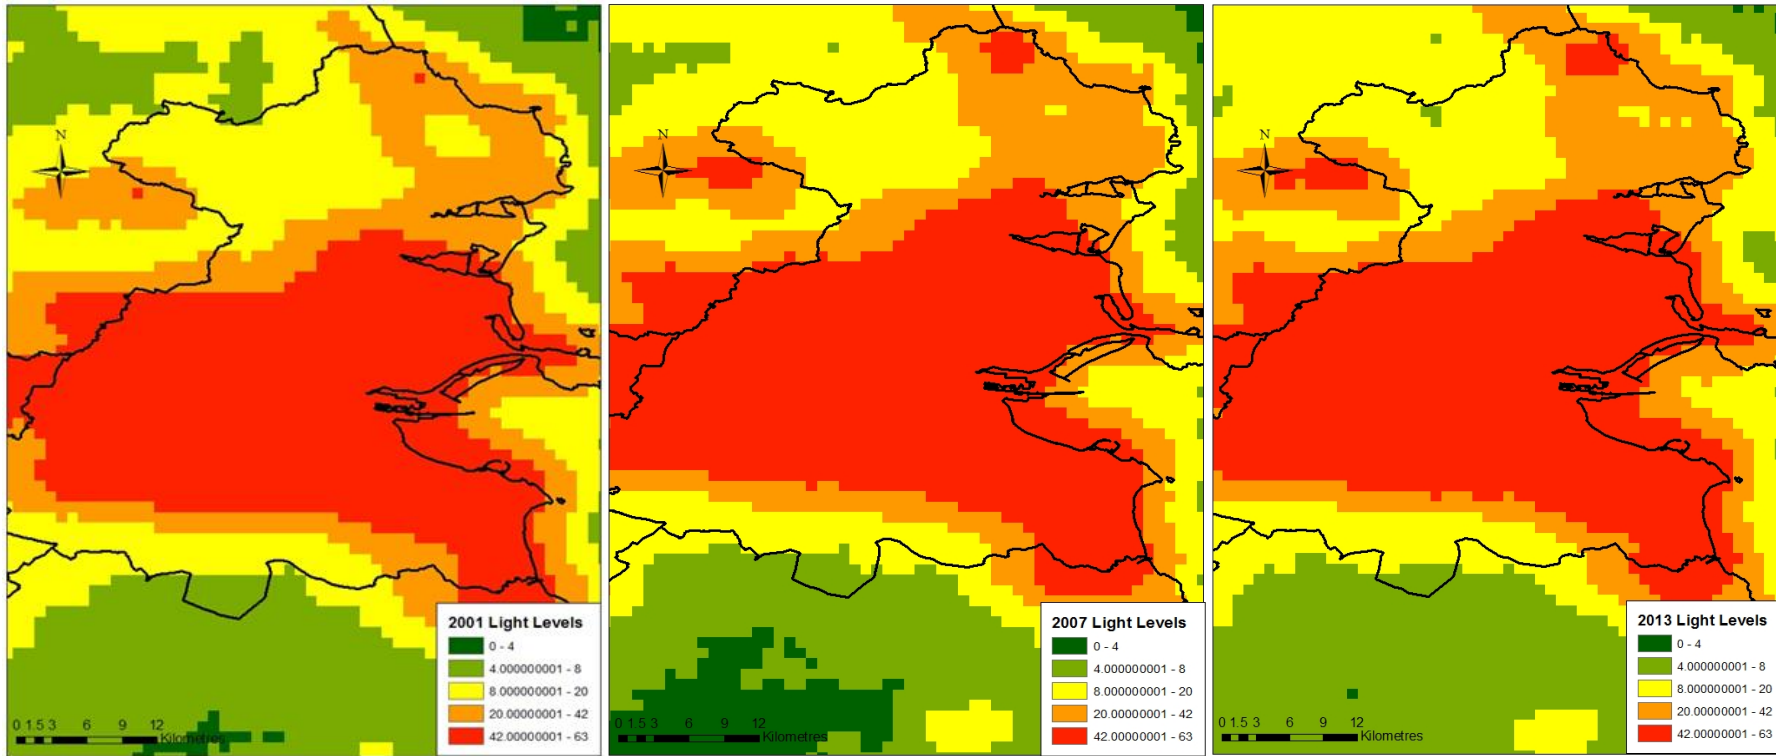 N
2001 Light Levels
0 - 4
4.000000001 - 8
8.000000001 - 20
20.00000001 - 42
42.00000001 - 63
0 1.5 3 6 9 12
Kilometres
N
2007 Light Levels
0 - 4
4.000000001 - 8
8.000000001 - 20
20.00000001 - 42
42.00000001 - 63
0 1.5 3 6 9 12
Kilometres
N
2013 Light Levels
0 - 4
4.000000001 - 8
8.000000001 - 20
20.00000001 - 42
42.00000001 - 63
0 1.5 3 6 9 12
Kilometres